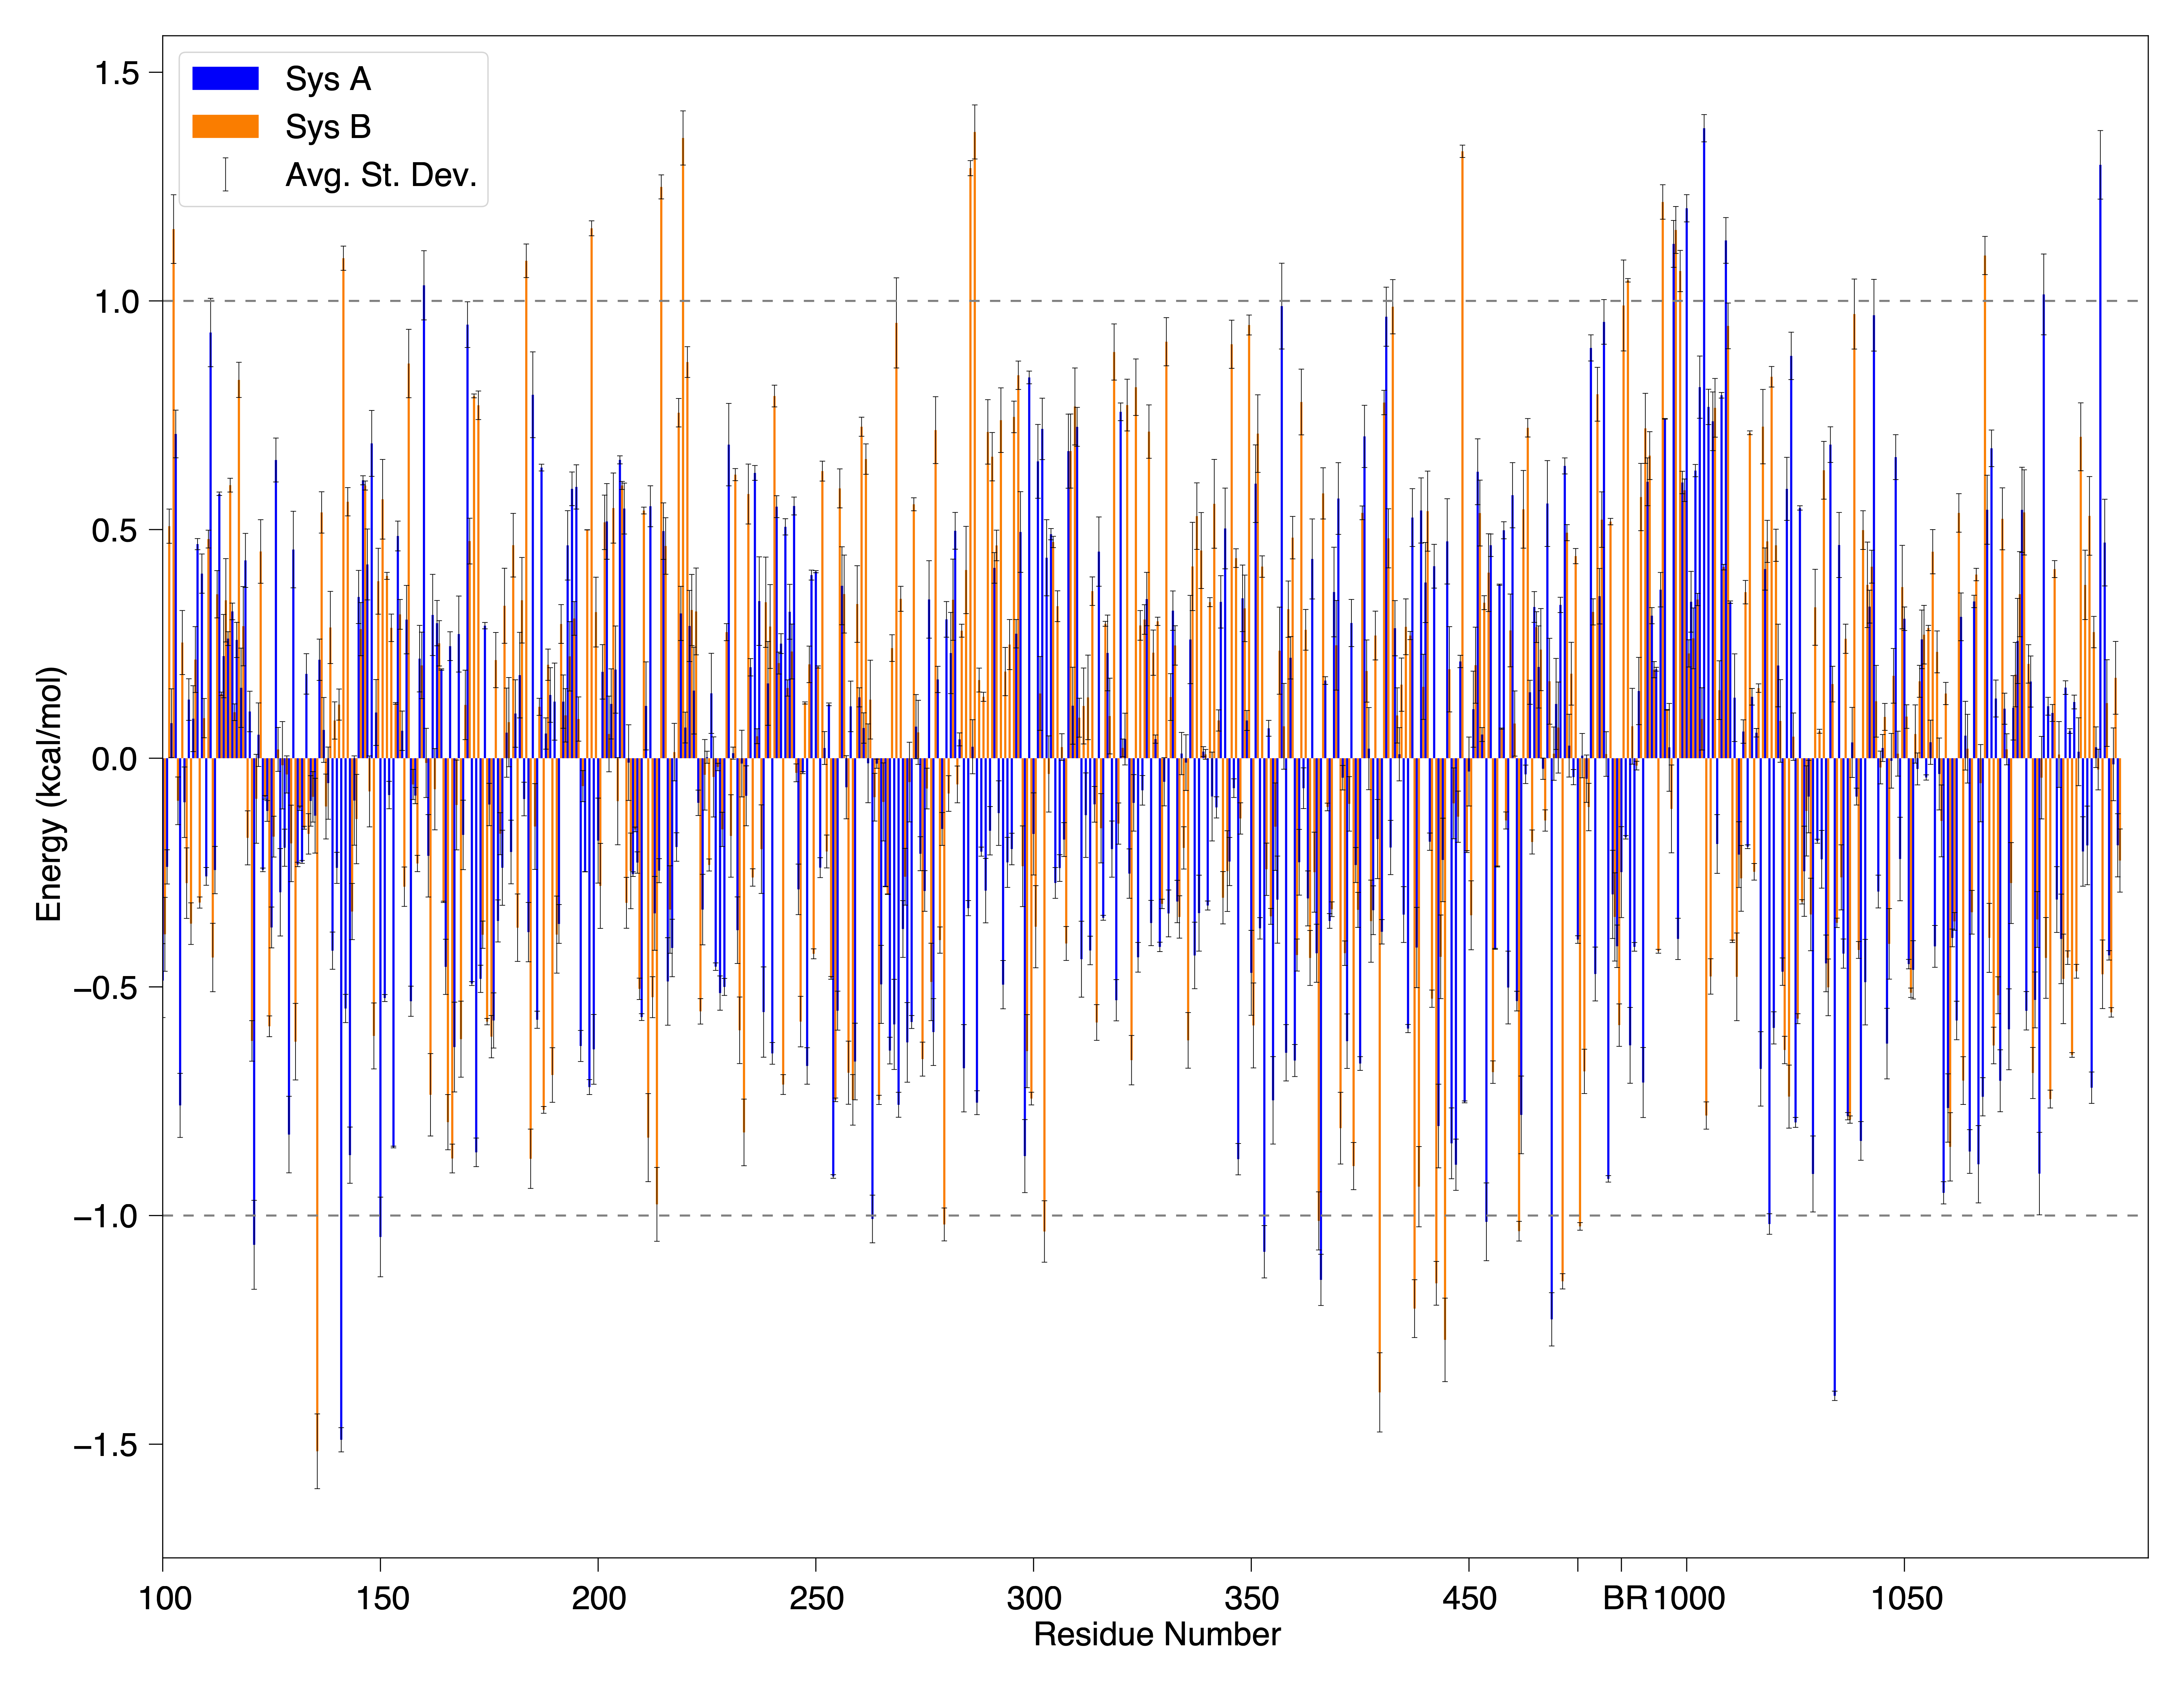 Sys A
Sys B
Avg. St. Dev.
1.5
1.0
0.5
0.0
−0.5
−1.0
−1.5
Energy (kcal/mol)
100 150 200 250 300 350 450 BR 1000 1050
Residue Number